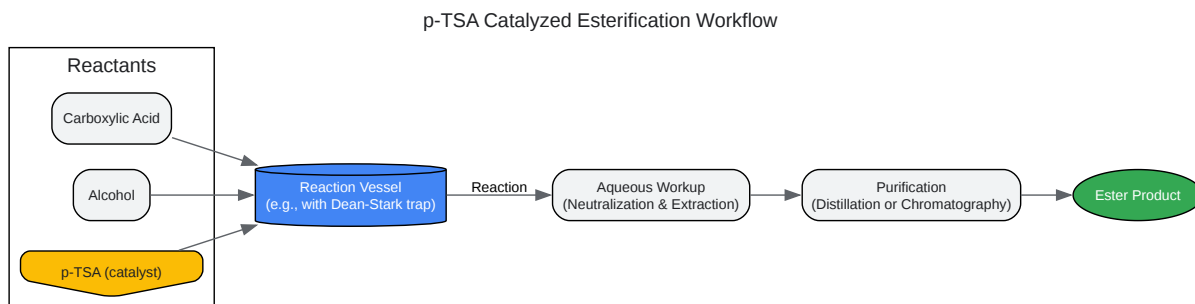 p-TSA Catalyzed Esterification Workflow
Reactants
Carboxylic Acid
Alcohol
p-TSA (catalyst)
Reaction Vessel
(e.g., with Dean-Stark trap)
Reaction
Aqueous Workup
(Neutralization & Extraction)
Purification
(Distillation or Chromatography)
Ester Product